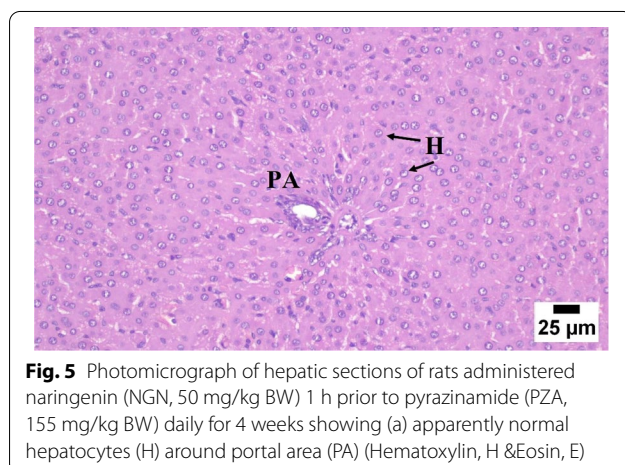 H
PA
25 μm
Fig. 5 Photomicrograph of hepatic sections of rats administered
naringenin (NGN, 50 mg/kg BW) 1 h prior to pyrazinamide (PZA,
155 mg/kg BW) daily for 4 weeks showing (a) apparently normal
hepatocytes (H) around portal area (PA) (Hematoxylin, H &Eosin, E)